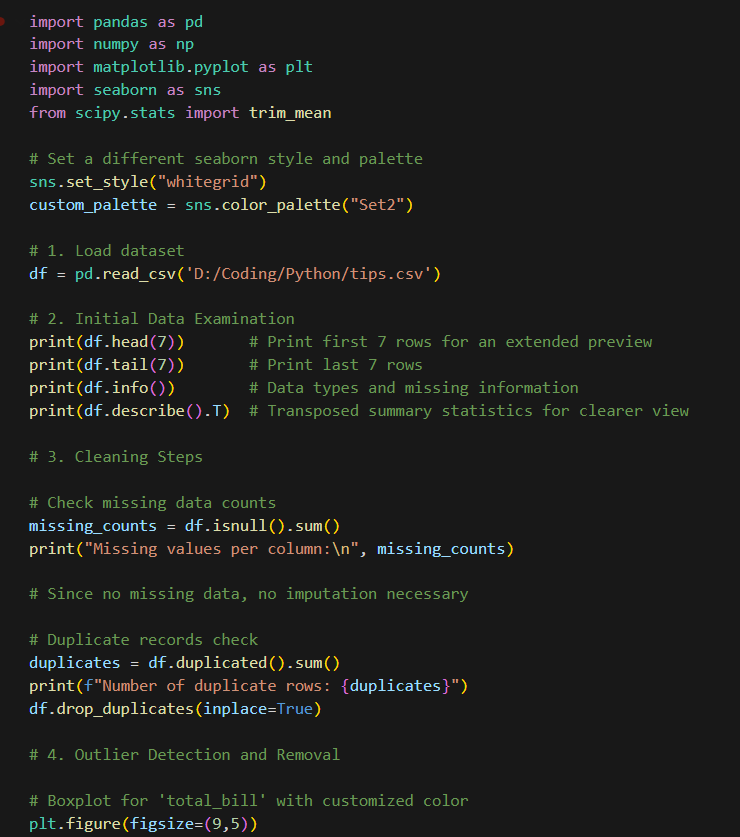 import pandas as pd
import numpy as np
import matplotlib.pyplot as plt
import seaborn as sns
from scipy.stats import trim_mean

# Set a different seaborn style and palette
sns.set_style("whitegrid")
custom_palette = sns.color_palette("Set2")

# 1. Load dataset
df = pd.read_csv('D:/Coding/Python/tips.csv')

# 2. Initial Data Examination
print(df.head(7))       # Print first 7 rows for an extended preview
print(df.tail(7))       # Print last 7 rows
print(df.info())        # Data types and missing information
print(df.describe().T)  # Transposed summary statistics for clearer view

# 3. Cleaning Steps

# Check missing data counts
missing_counts = df.isnull().sum()
print("Missing values per column:\n", missing_counts)

# Since no missing data, no imputation necessary

# Duplicate records check
duplicates = df.duplicated().sum()
print(f"Number of duplicate rows: {duplicates}")
df.drop_duplicates(inplace=True)

# 4. Outlier Detection and Removal

# Boxplot for 'total_bill' with customized color
plt.figure(figsize=(9,5))